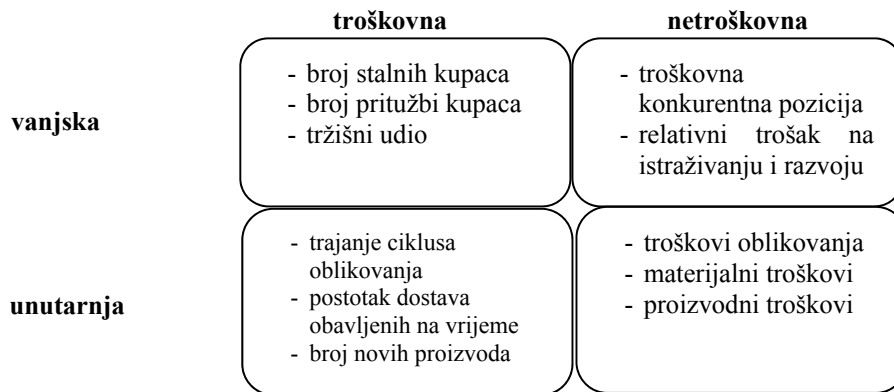 troškovna
netroškovna
vanjska
- broj stalnih kupaca
- broj pritužbi kupaca
- tržišni udio
- troškovna
konkurentna pozicija
- relativni trošak na
istraživanju i razvoju
unutarnja
- trajanje ciklusa
oblikovanja
- postotak dostava
obavljenih na vrijeme
- broj novih proizvoda
- troškovi oblikovanja
- materijalni troškovi
- proizvodni troškovi